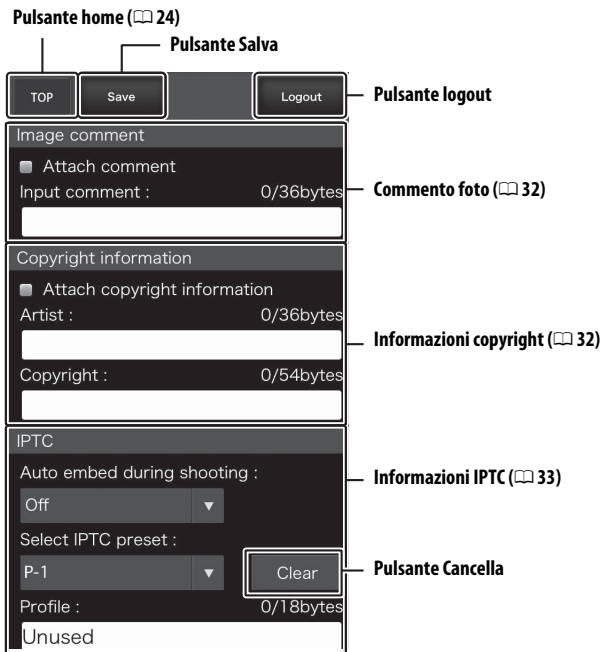 Pulsante home (24)
Pulsante Salva
TOP Save Logout
Pulsante logout
Image comment
Attach comment
Input comment : 0/36bytes
Commento foto (32)
Copyright information
Attach copyright information
Artist : 0/36bytes
Informazioni copyright (32)
Copyright : 0/54bytes
IPTC
Auto embed during shooting :
Informazioni IPTC (33)
Off
Select IPTC preset :
P-1 Clear
Pulsante Cancella
Profile : 0/18bytes
Unused